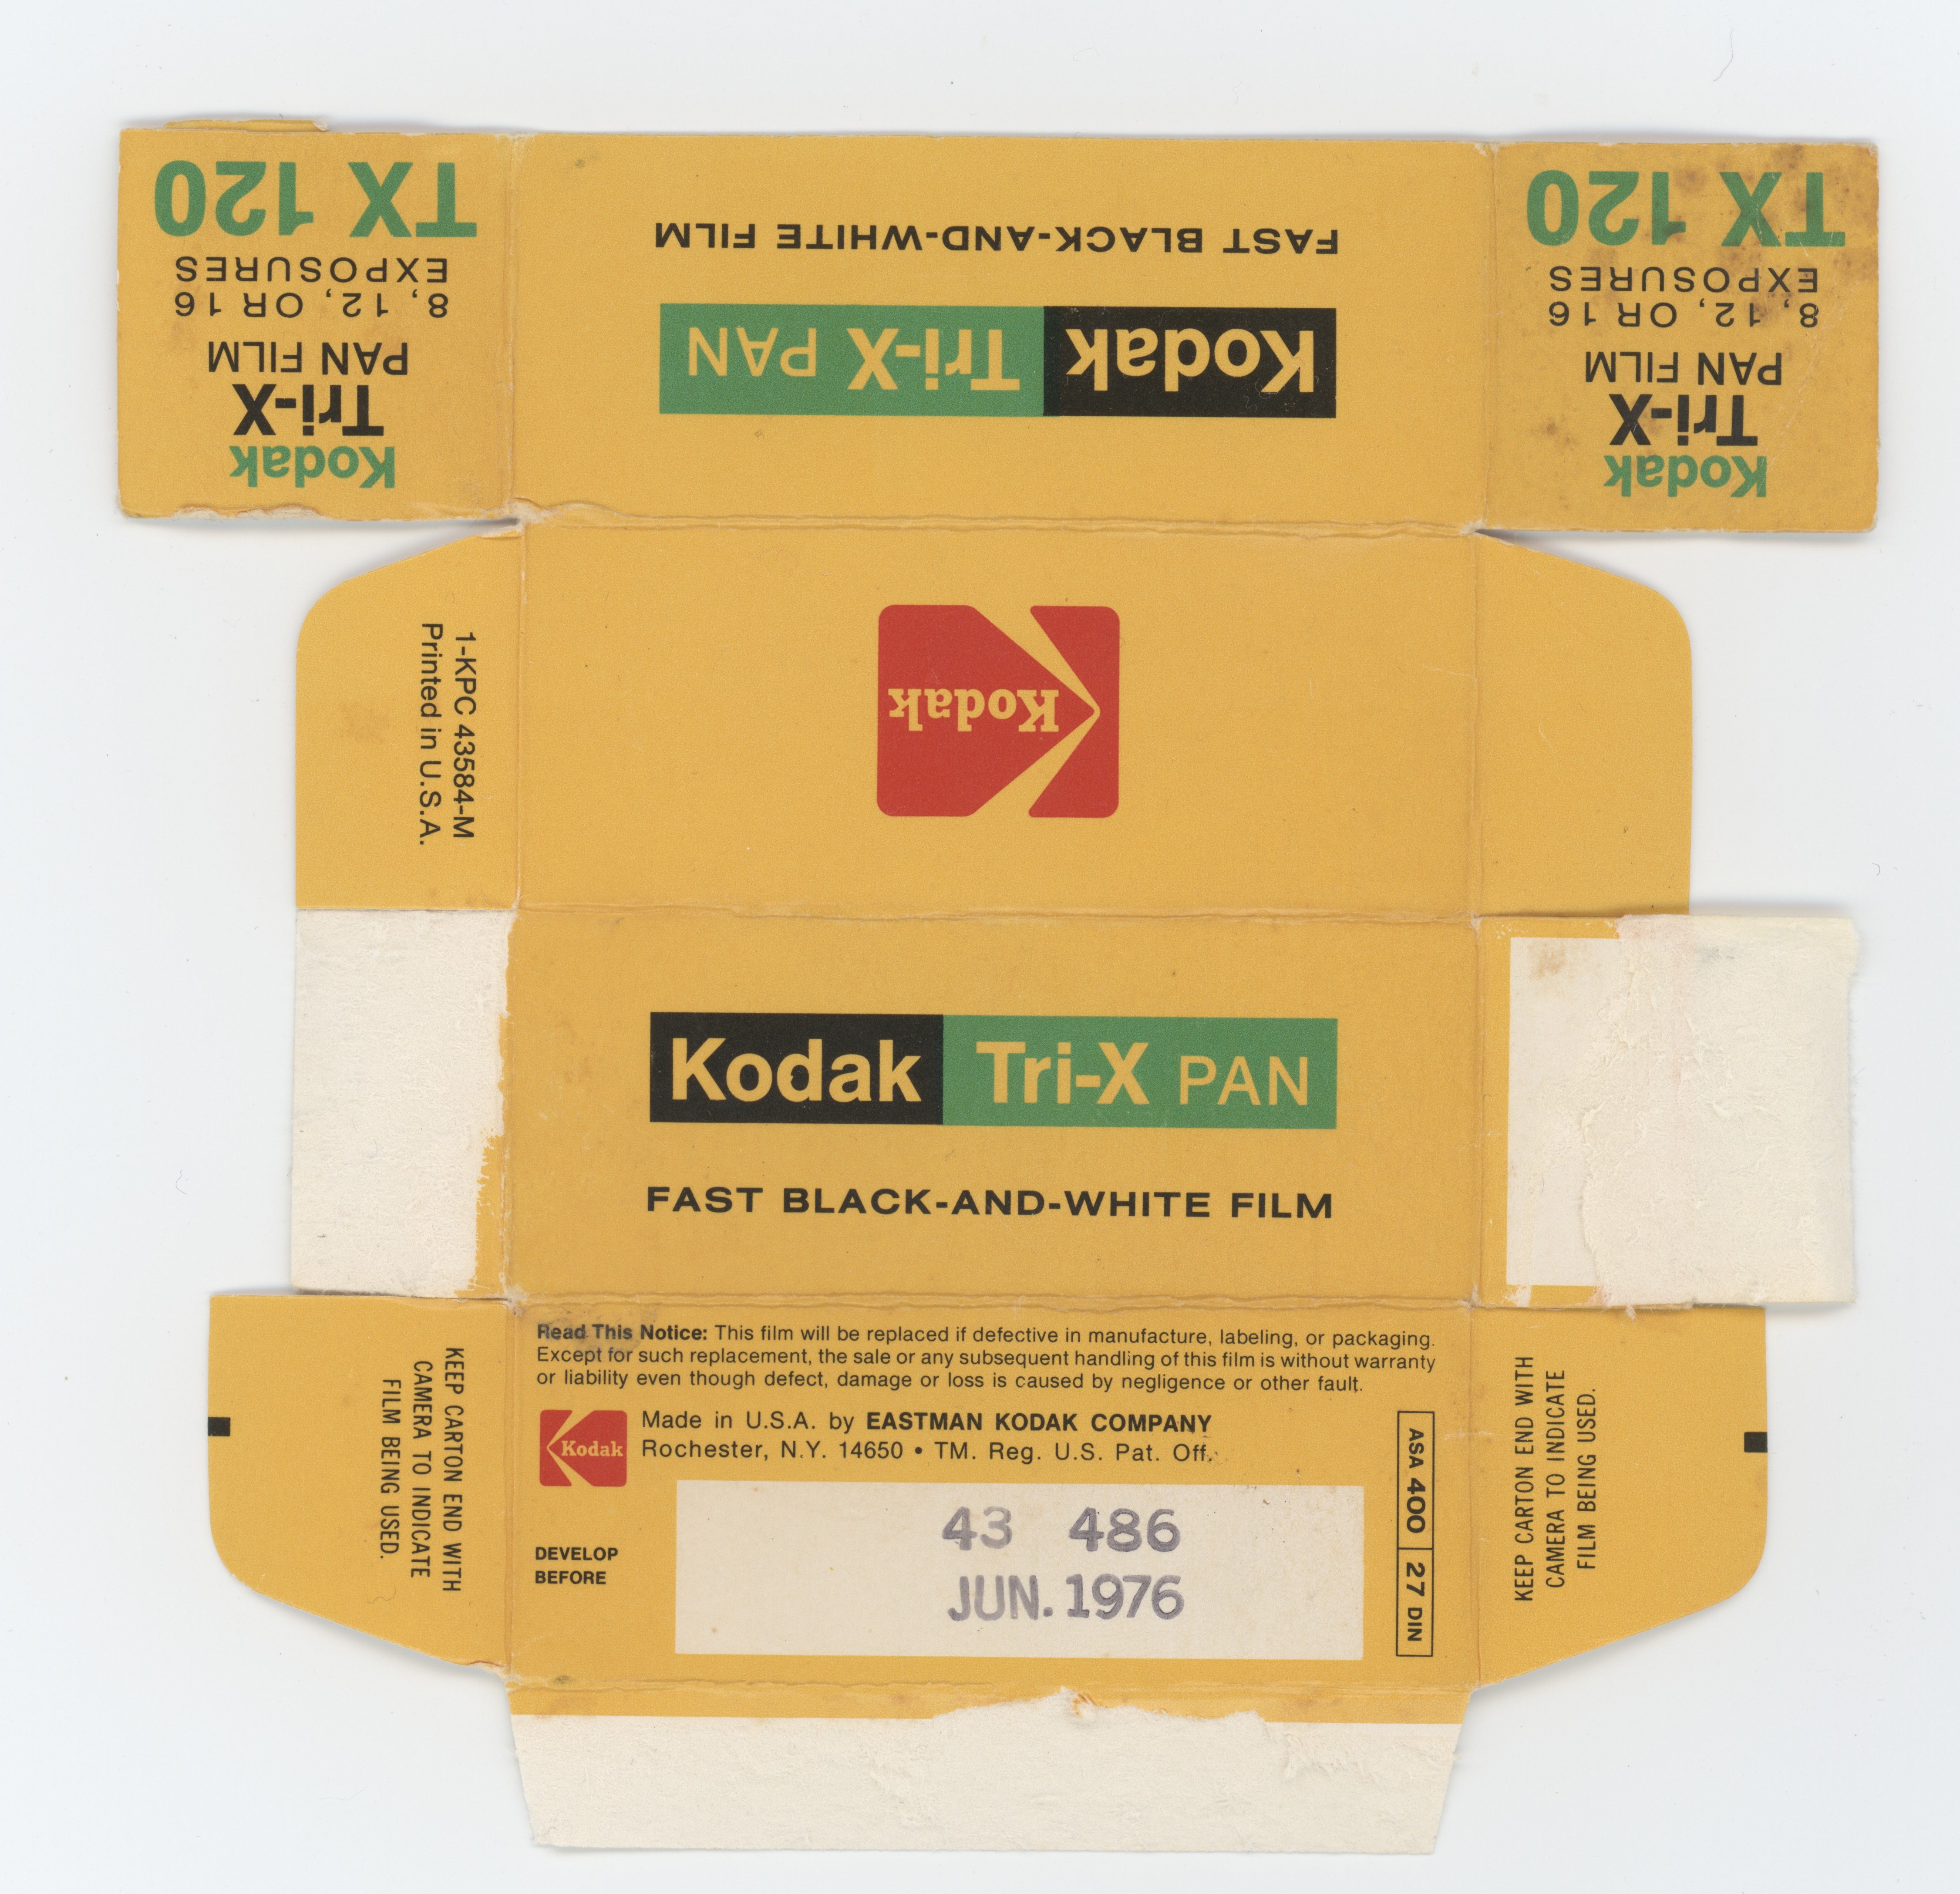 TX 120
8, 12, OR 16
EXPOSURES
PAN FILM
Tri-X
Kodak
FAST BLACK-AND-WHITE FILM
Kodak Tri-X PAN
TX 120
8, 12, OR 16
EXPOSURES
PAN FILM
Tri-X
Kodak
1-KPC 43584-M
Printed in U.S.A.
Kodak
Kodak Tri-X PAN
FAST BLACK-AND-WHITE FILM
KEEP CARTON END WITH
CAMERA TO INDICATE
FILM BEING USED.
Read This Notice: This film will be replaced if defective in manufacture, labeling, or packaging.
Except for such replacement, the sale or any subsequent handling of this film is without warranty
or liability even though defect, damage or loss is caused by negligence or other fault.
Kodak
Made in U.S.A. by EASTMAN KODAK COMPANY
Rochester, N.Y. 14650 • TM. Reg. U.S. Pat. Off.
DEVELOP
BEFORE
43 486
JUN. 1976
ASA 400 27 DIN
KEEP CARTON END WITH
CAMERA TO INDICATE
FILM BEING USED.